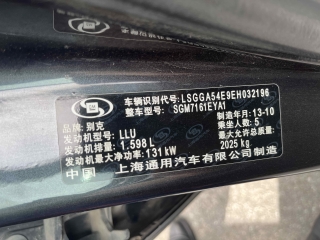 车辆识别代号: LSGGA54E9EH032196
整车型号: SGM7161EYA1
品牌: 别克
制造年月: 13-10
发动机型号: LLU
乘坐人数: 5
发动机排量: 1.598 L
最大允许总质量: 2025 kg
发动机最大净功率: 131 kW
中国 上海通用汽车有限公司制造